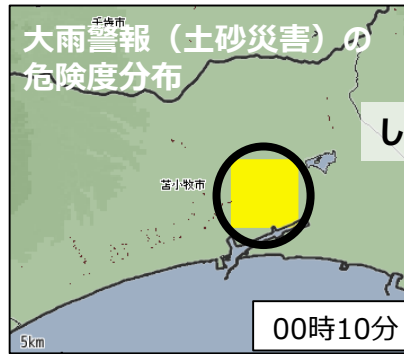 千歳市
大雨警報（土砂災害）の
危険度分布
し
苫小牧市
00時10分
5km